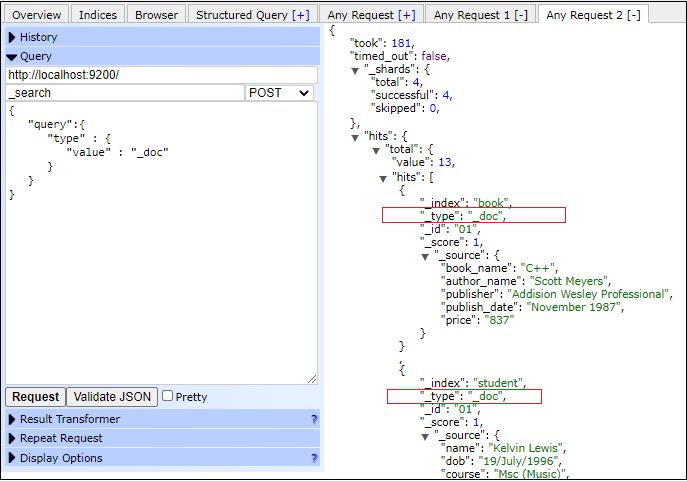 Overview Indices Browser Structured Query [+] Any Request [+] Any Request 1 [-] Any Request 2 [-]
History
Query
http://localhost:9200/
_search POST
{
"query":{
"type" : {
"value" : "_doc"
}
}
}
Request Validate JSON Pretty
Result Transformer ?
Repeat Request
Display Options ?
{
"took": 181,
"timed_out": false,
"_shards": {
"total": 4,
"successful": 4,
"skipped": 0,
},
"hits": {
"total": {
"value": 13,
"hits": [
{
"_index": "book",
"_type": "_doc",
"_id": "01",
"_score": 1,
"_source": {
"book_name": "C++",
"author_name": "Scott Meyers",
"publisher": "Addision Wesley Professional",
"publish_date": "November 1987",
"price": "837"
}
}
,
{
"_index": "student",
"_type": "_doc",
"_id": "01",
"_score": 1,
"_source": {
"name": "Kelvin Lewis",
"dob": "19/July/1996",
"course": "Msc (Music)"